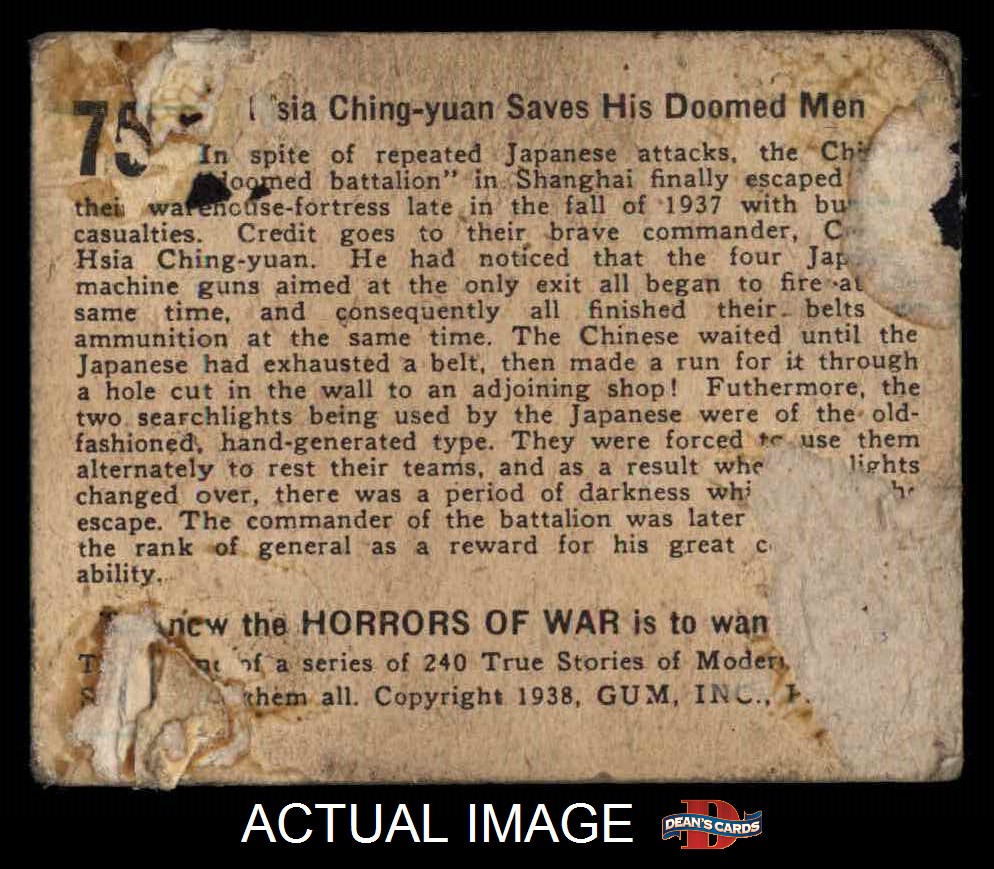 75 Hsia Ching-yuan Saves His Doomed Men
In spite of repeated Japanese attacks, the
"doomed battalion" in Shanghai finally escaped
their warehouse-fortress late in the fall of 1937 with
casualties. Credit goes to their brave commander,
Hsia Ching-yuan. He had noticed that the four
machine guns aimed at the only exit all began to fire at
same time, and consequently all finished their belts
ammunition at the same time. The Chinese waited until the
Japanese had exhausted a belt, then made a run for it through
a hole cut in the wall to an adjoining shop! Futhermore, the
two searchlights being used by the Japanese were of the old-
fashioned, hand-generated type. They were forced to use them
alternately to rest their teams, and as a result lights
changed over, there was a period of darkness
escape. The commander of the battalion was later
the rank of general as a reward for his great
ability.
the HORRORS OF WAR is to
of a series of 240 True Stories of Modern
them all. Copyright 1938, GUM, INC.,
ACTUAL IMAGE
DEAN'S CARDS